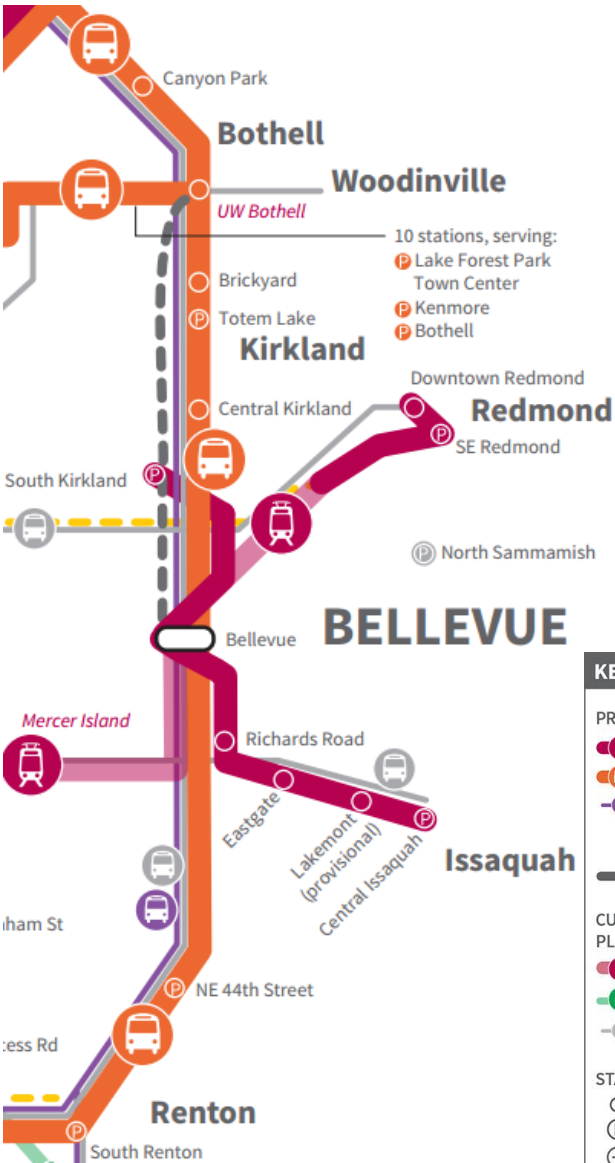 Canyon Park
Bothell
Woodinville
UW Bothell
10 stations, serving:
P Lake Forest Park
Town Center
P Kenmore
P Bothell
Brickyard
P Totem Lake
Kirkland
Downtown Redmond
Central Kirkland
Redmond
P SE Redmond
South Kirkland P
P North Sammamish
Bellevue
BELLEVUE
KE
PR
Mercer Island
Richards Road
Eastgate
Lakemont
(provisional)
Central Issaquah
P
Issaquah
CU
PL
ham St
P NE 44th Street
cess Rd
STA
Renton
P
P
South Renton